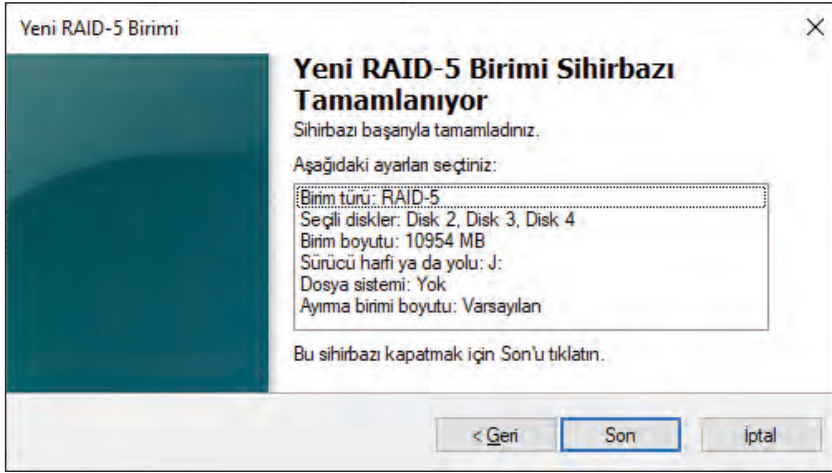 Yeni RAID-5 Birimi
Yeni RAID-5 Birimi Sihirbazı
Tamamlanıyor
Sihirbazı başarıyla tamamladınız.
Aşağıdaki ayarları seçtiniz:
Birim türü: RAID-5
Seçili diskler: Disk 2, Disk 3, Disk 4
Birim boyutu: 10954 MB
Sürücü harfi ya da yolu: J:
Dosya sistemi: Yok
Ayırma birimi boyutu: Varsayılan
Bu sihirbazı kapatmak için Son'u tıklatın.
< Geri Son İptal